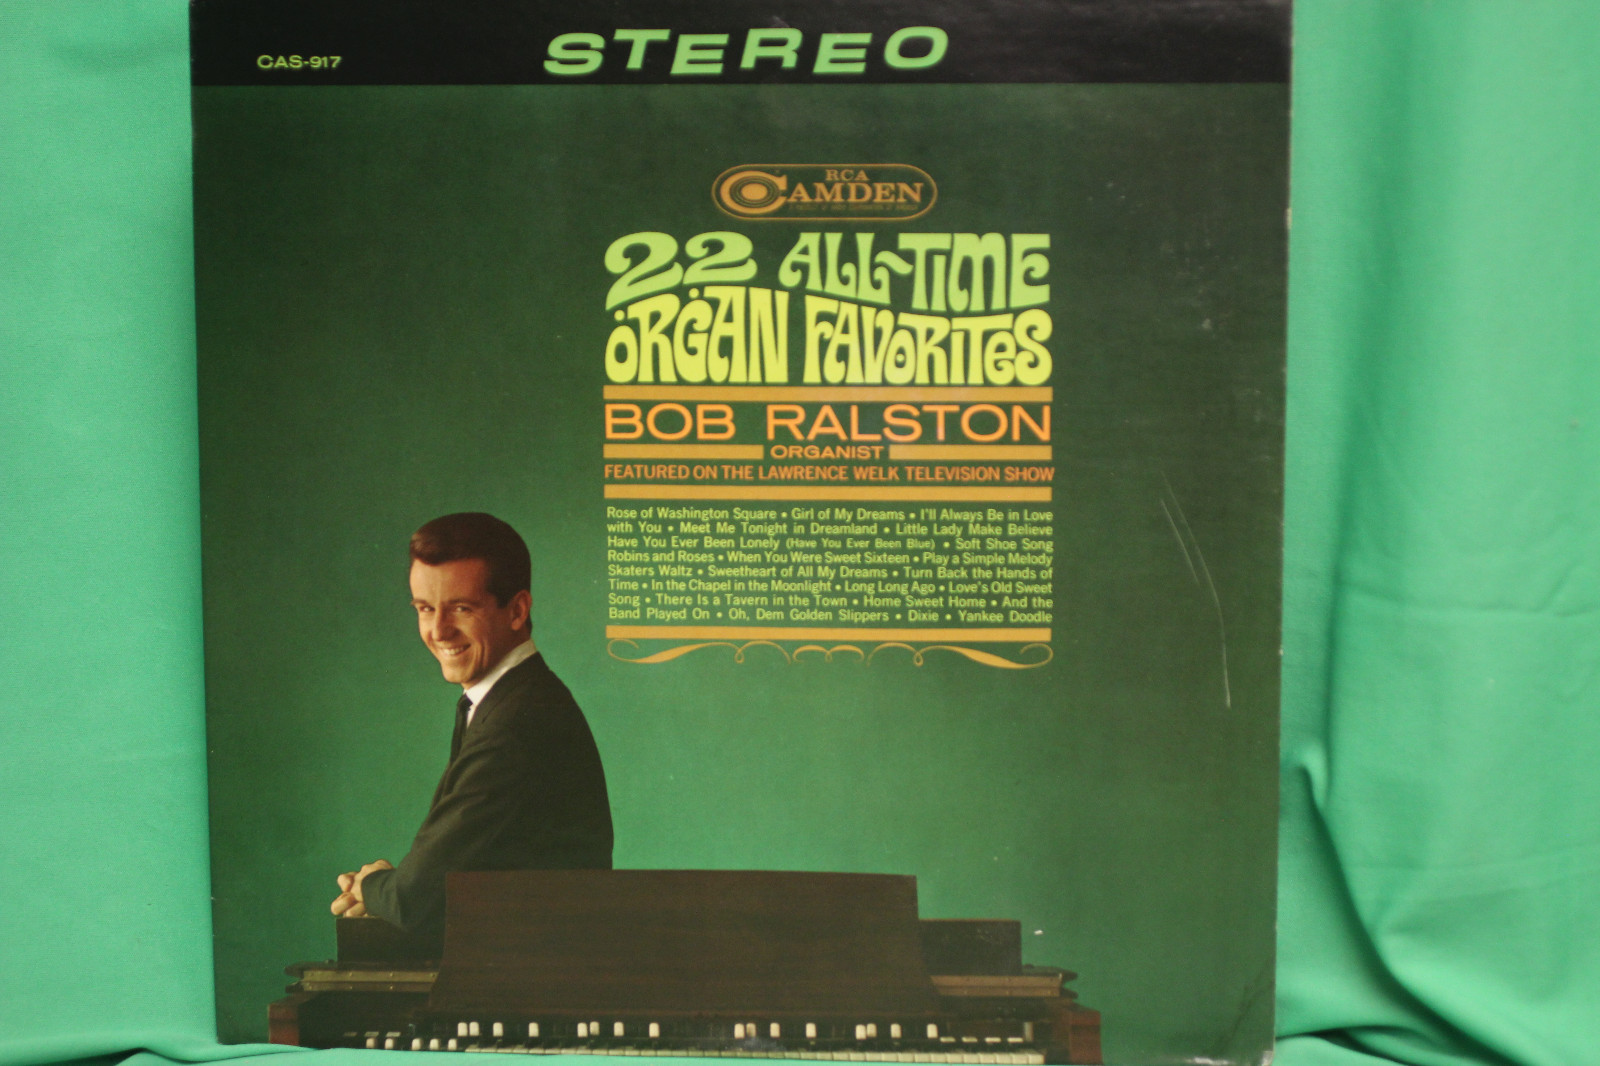 CAS-917
STEREO
RCA
CAMDEN
22 ALL-TIME
ORGAN FAVORITES
BOB RALSTON
ORGANIST
FEATURED ON THE LAWRENCE WELK TELEVISION SHOW
Rose of Washington Square • Girl of My Dreams • I'll Always Be in Love
with You • Meet Me Tonight in Dreamland • Little Lady Make Believe
Have You Ever Been Lonely (Have You Ever Been Blue) • Soft Shoe Song
Robins and Roses • When You Were Sweet Sixteen • Play a Simple Melody
Skaters Waltz • Sweetheart of All My Dreams • Turn Back the Hands of
Time • In the Chapel in the Moonlight • Long Long Ago • Love's Old Sweet
Song • There Is a Tavern in the Town • Home Sweet Home • And the
Band Played On • Oh, Dem Golden Slippers • Dixie • Yankee Doodle